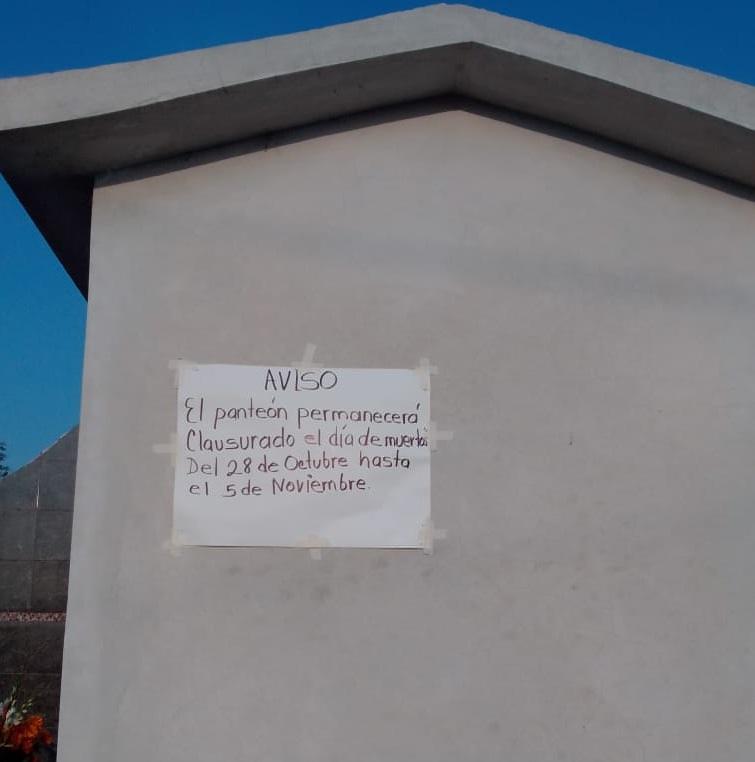 AVISO
El panteón permanecerá
Clausurado el día de muertos
Del 28 de Octubre hasta
el 5 de Noviembre.